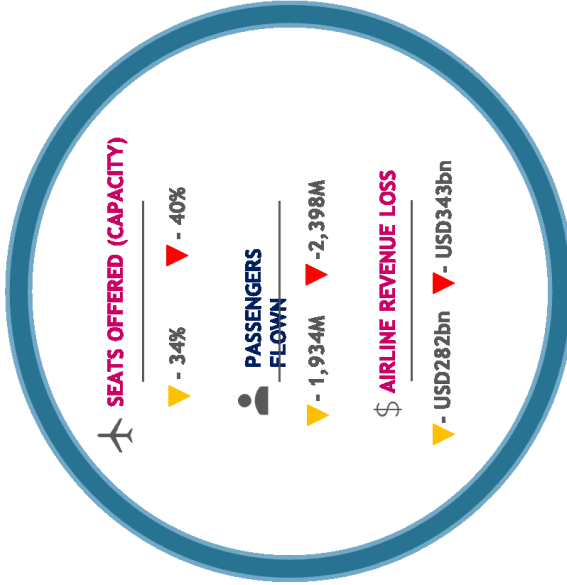 SEATS OFFERED (CAPACITY)
- 34% - 40%
PASSENGERS
FLOWN
- 1,934M -2,398M
$ AIRLINE REVENUE LOSS
- USD282bn - USD343bn